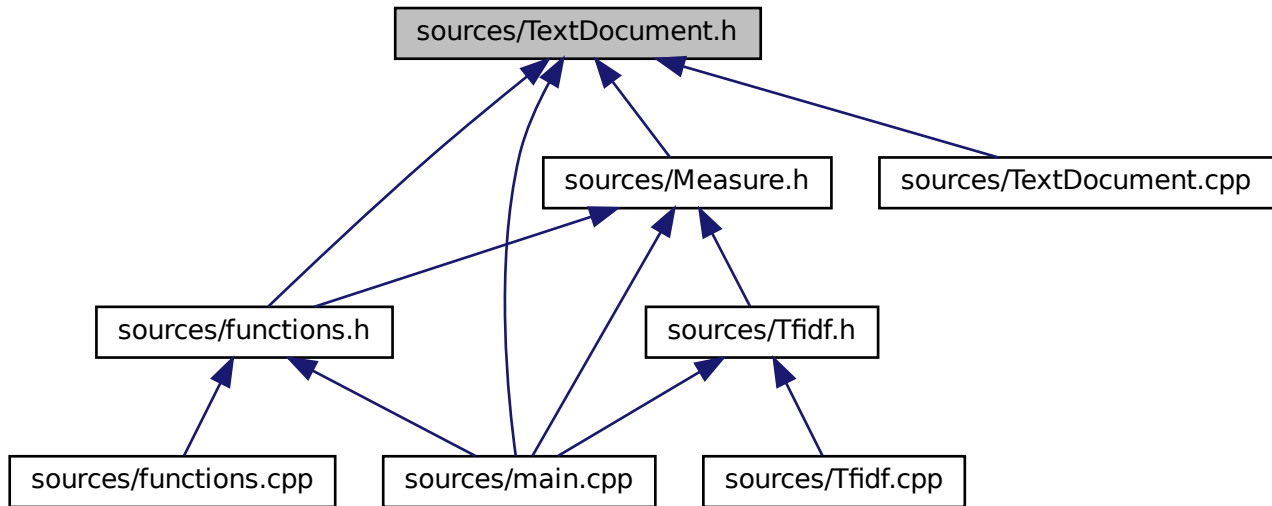 sources/TextDocument.h
sources/Measure.h
sources/TextDocument.cpp
sources/functions.h
sources/Tfidf.h
sources/functions.cpp
sources/main.cpp
sources/Tfidf.cpp